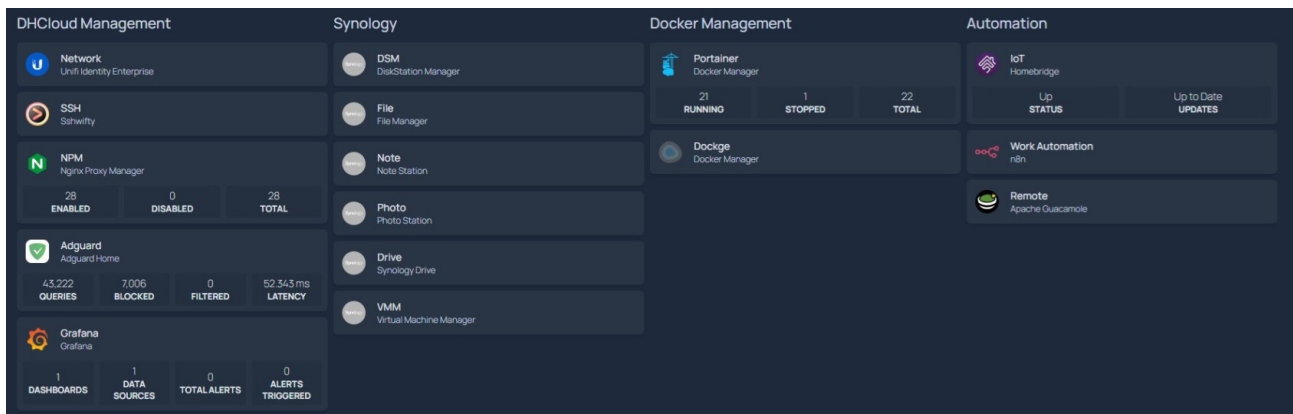 DHCloud Management
Network
Unifi Identity Enterprise
SSH
Sshwifty
NPM
Nginx Proxy Manager
28 0 28
ENABLED DISABLED TOTAL
Adguard
Adguard Home
43,222 7,006 0 52.343 ms
QUERIES BLOCKED FILTERED LATENCY
Grafana
Grafana
1 1 0 0
DASHBOARDS DATA SOURCES TOTAL ALERTS ALERTS TRIGGERED
Synology
DSM
DiskStation Manager
File
File Manager
Note
Note Station
Photo
Photo Station
Drive
Synology Drive
VMM
Virtual Machine Manager
Docker Management
Portainer
Docker Manager
21 1 22
RUNNING STOPPED TOTAL
Dockge
Docker Manager
Automation
IoT
Homebridge
Up Up to Date
STATUS UPDATES
Work Automation
n8n
Remote
Apache Guacamole